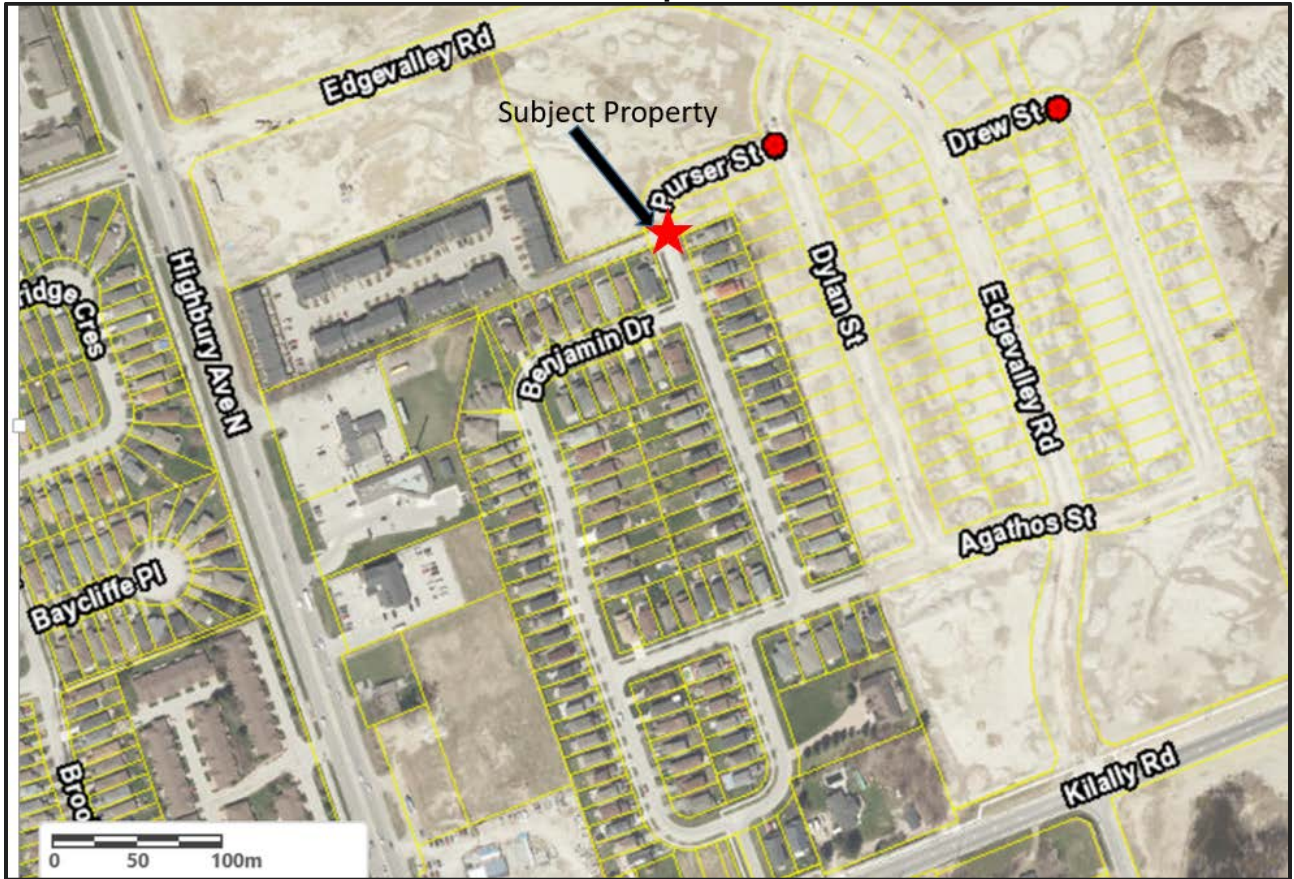 Edgevalley Rd
Subject Property
Drew St
Purser St
Highbury Ave N
ridge Cres
Dylan St
Benjamin Dr
Edgevalley Rd
Agathos St
Baycliffe Pl
Kilally Rd
Broo
0 50 100m